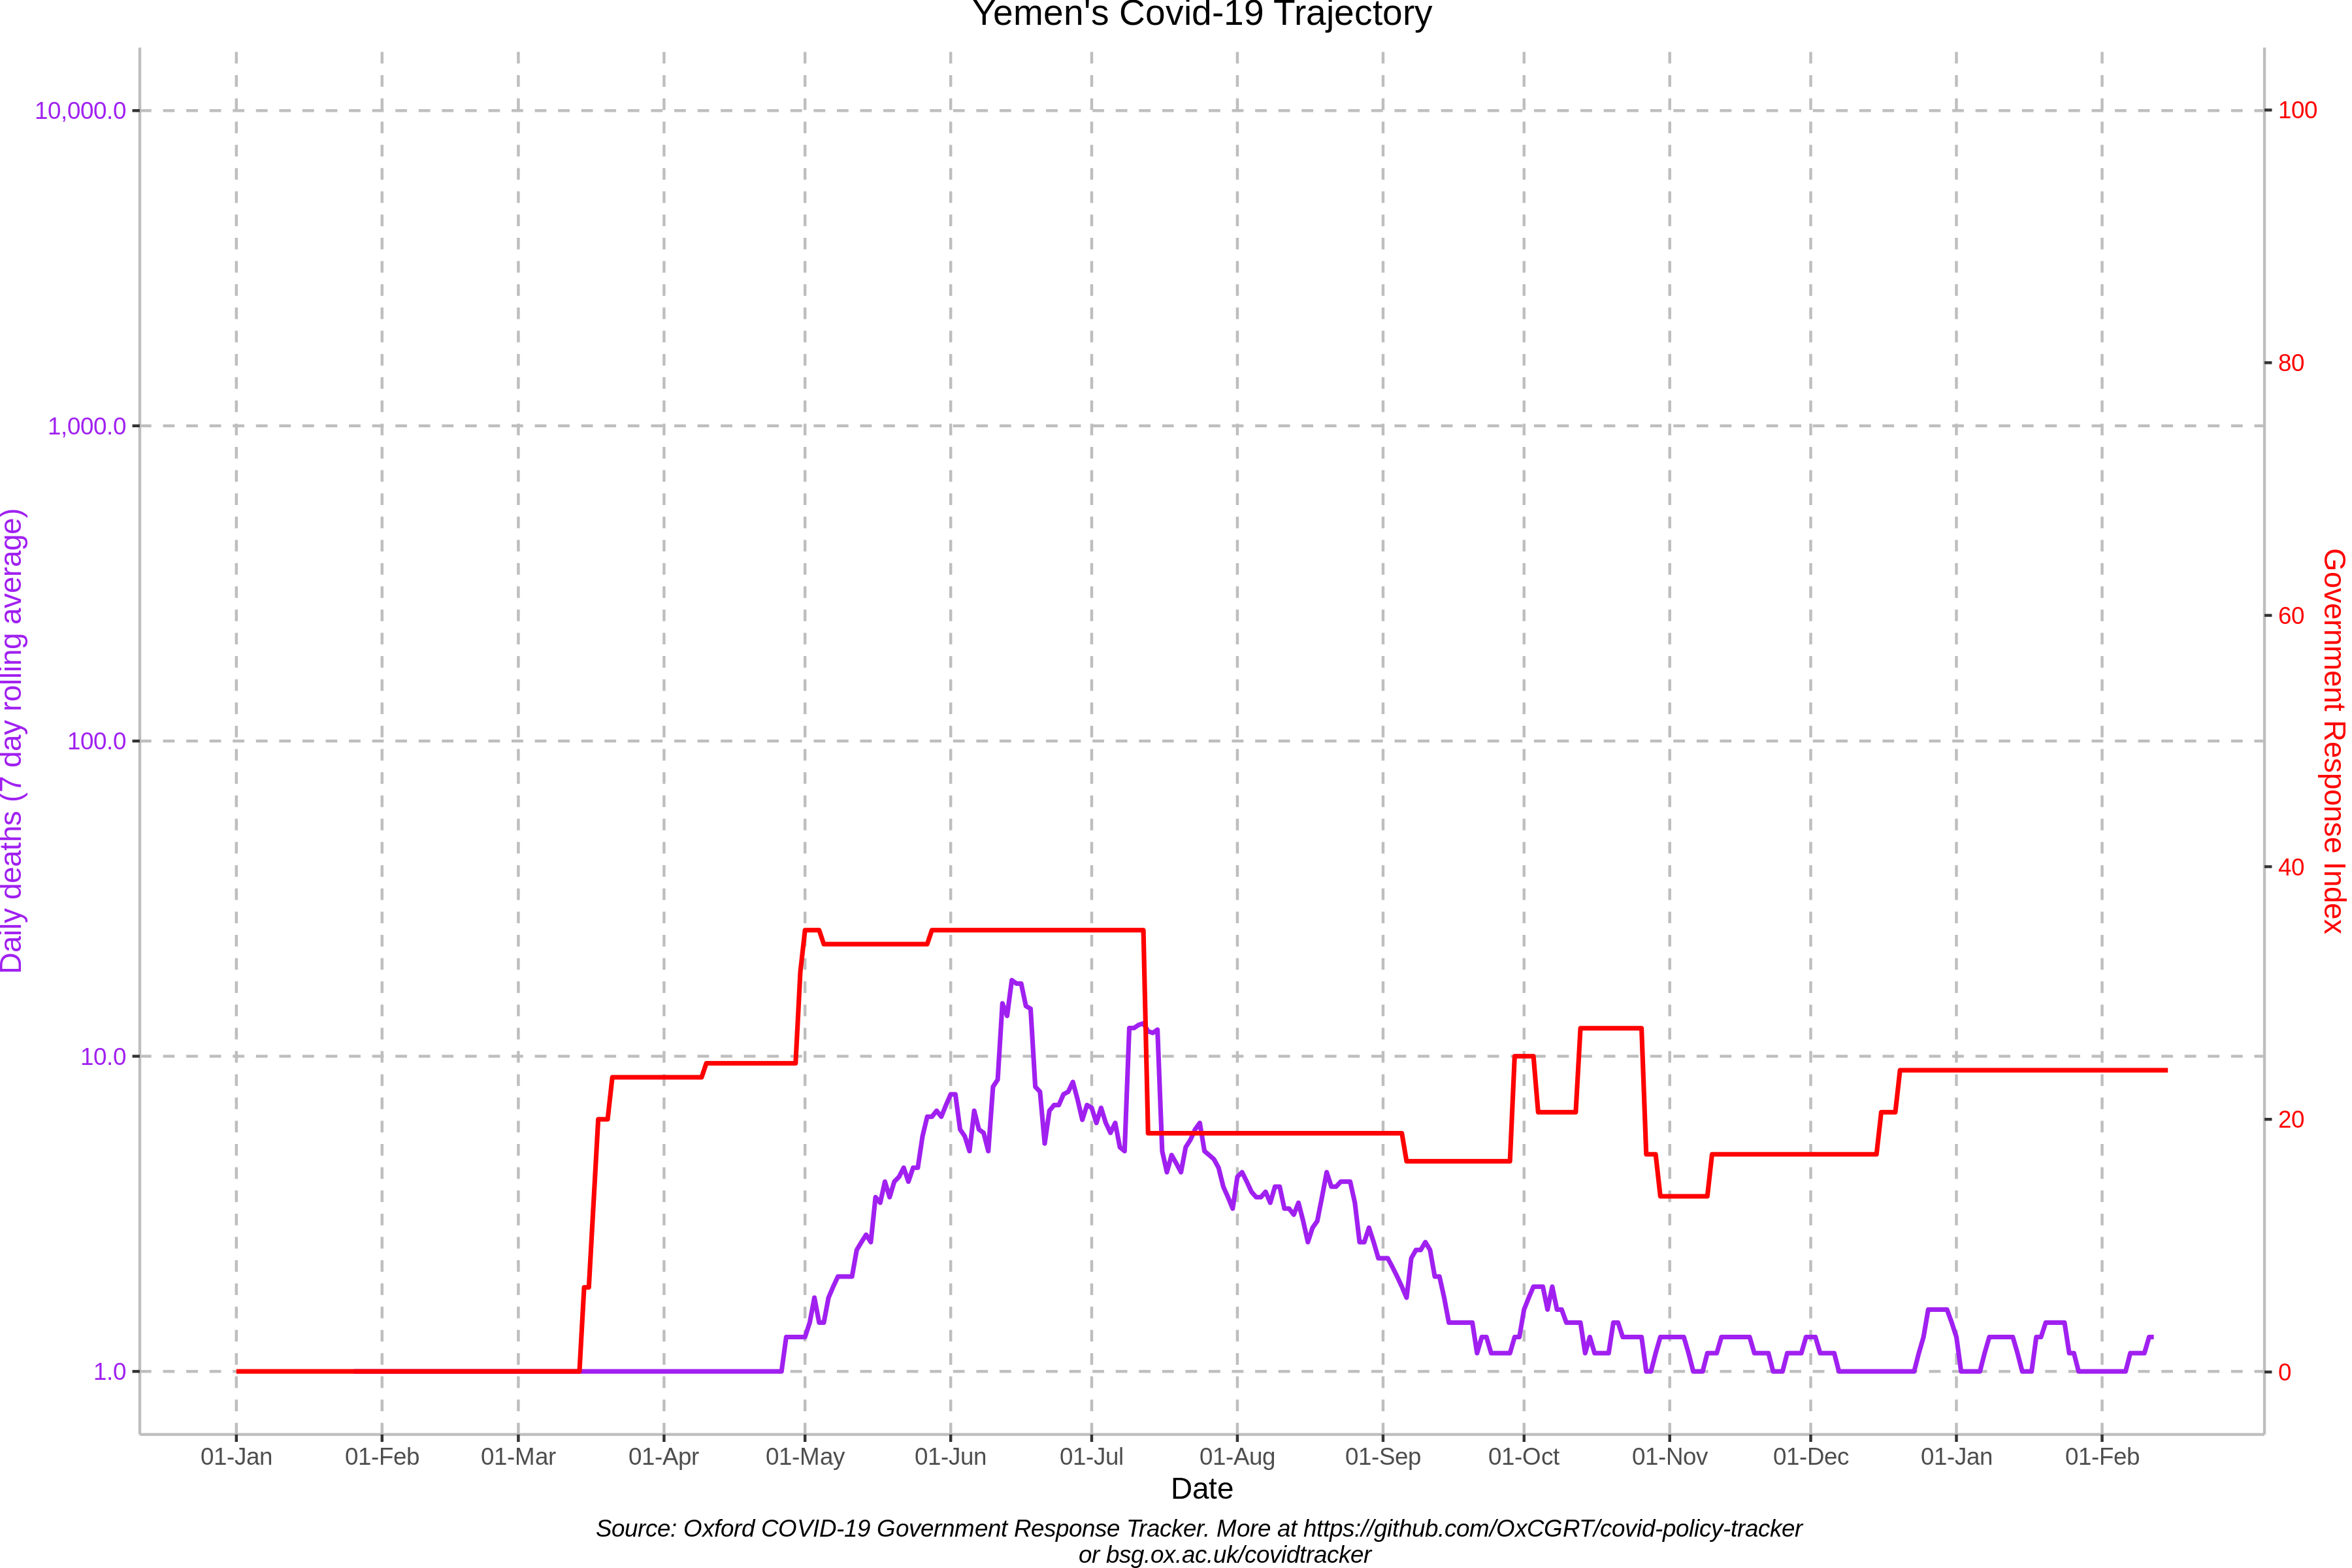 Yemen's Covid-19 Trajectory
10,000.0
1,000.0
100.0
10.0
1.0
Daily deaths (7 day rolling average)
100
80
60
40
20
0
Government Response Index
01-Jan 01-Feb 01-Mar 01-Apr 01-May 01-Jun 01-Jul 01-Aug 01-Sep 01-Oct 01-Nov 01-Dec 01-Jan 01-Feb
Date
Source: Oxford COVID-19 Government Response Tracker. More at https://github.com/OxCGRT/covid-policy-tracker
or bsg.ox.ac.uk/covidtracker